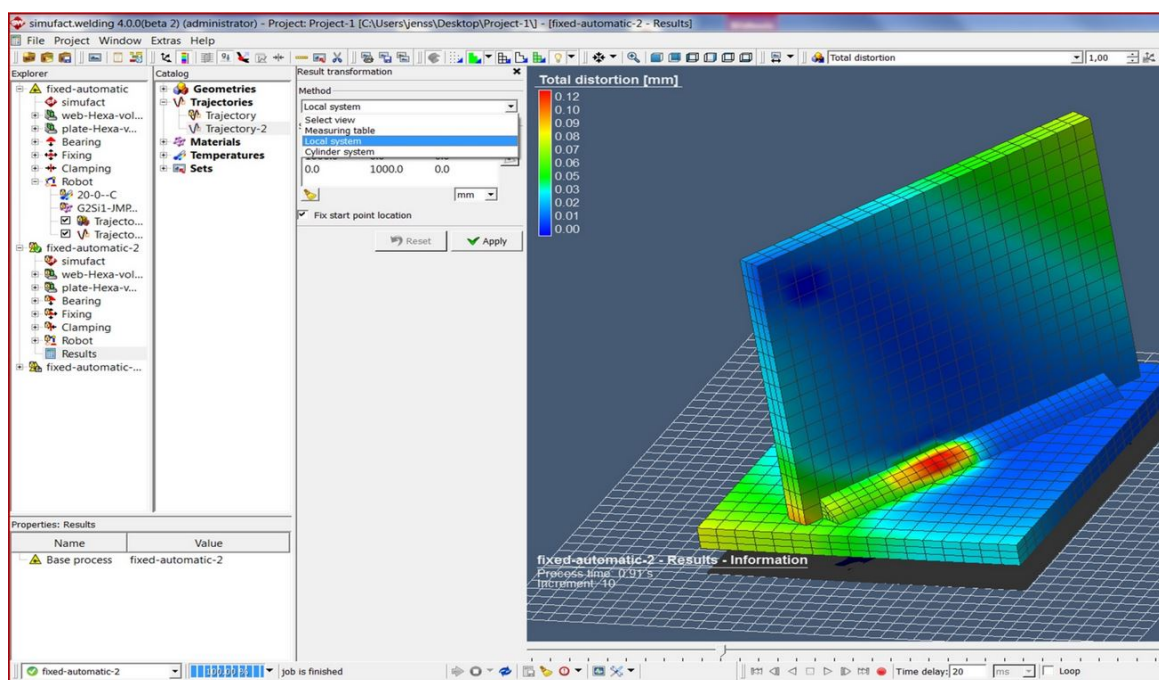 simufact.welding 4.0.0(beta 2) (administrator) - Project: Project-1 [C:\Users\jenss\Desktop\Project-1\] - [fixed-automatic-2 - Results]
File Project Window Extras Help
Total distortion
1,00
Explorer
fixed-automatic
simufact
web-Hexa-vol...
plate-Hexa-v...
Bearing
Fixing
Clamping
Robot
20-0--C
G2Si1-JMP...
Trajecto...
Trajecto...
fixed-automatic-2
simufact
web-Hexa-vol...
plate-Hexa-v...
Bearing
Fixing
Clamping
Robot
Results
fixed-automatic-...
Catalog
Geometries
Trajectories
Trajectory
Trajectory-2
Materials
Temperatures
Sets
Result transformation
Method
Local system
Select view
Measuring table
Local system
Cylinder system
0.0 1000.0 0.0
mm
Fix start point location
Reset Apply
Total distortion [mm]
0.12
0.10
0.09
0.08
0.06
0.05
0.03
0.02
0.01
0.00
fixed-automatic-2 - Results - Information
Process time: 0.91 s
Increment: 10
Properties: Results
Name Value
Base process fixed-automatic-2
fixed-automatic-2
job is finished
Time delay: 20 ms Loop